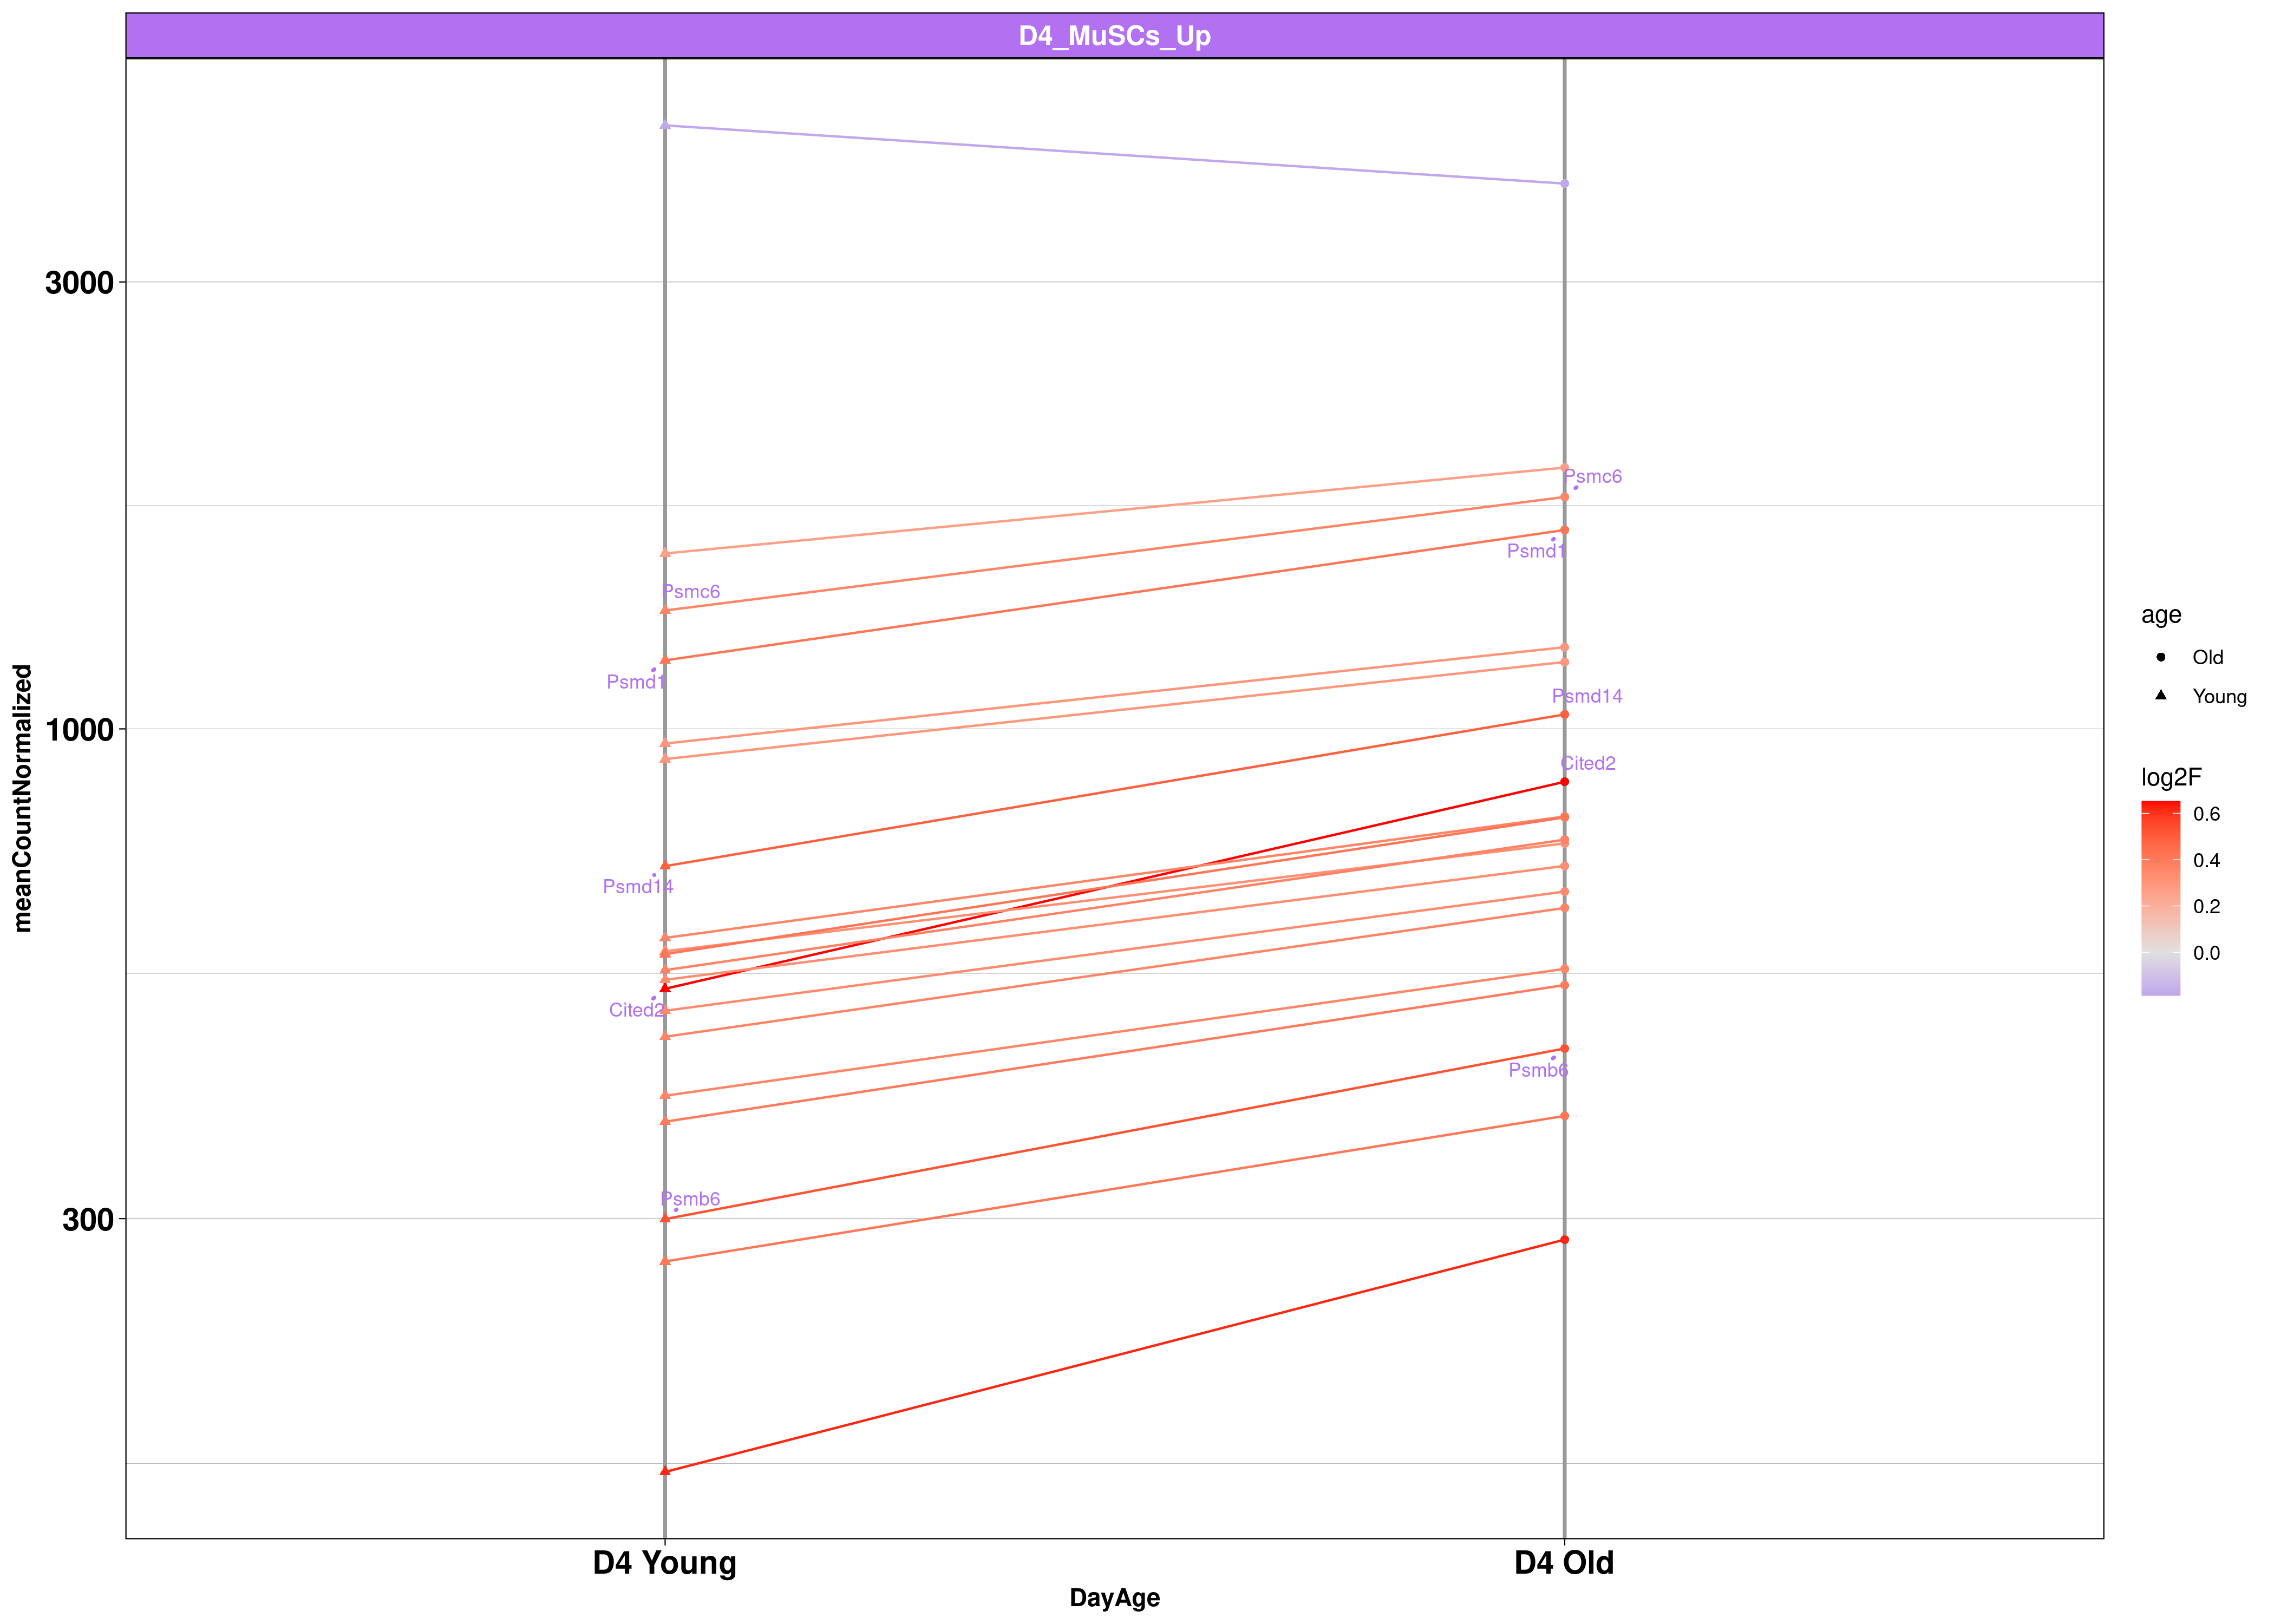 D4_MuSCs_Up
meanCountNormalized
3000
1000
300
Psmc6
Psmd1
Psmd14
Cited2
Psmb6
Psmc6
Psmd1
Psmd14
Cited2
Psmb6
D4 Young
D4 Old
DayAge
age
Old
Young
log2F
0.6
0.4
0.2
0.0